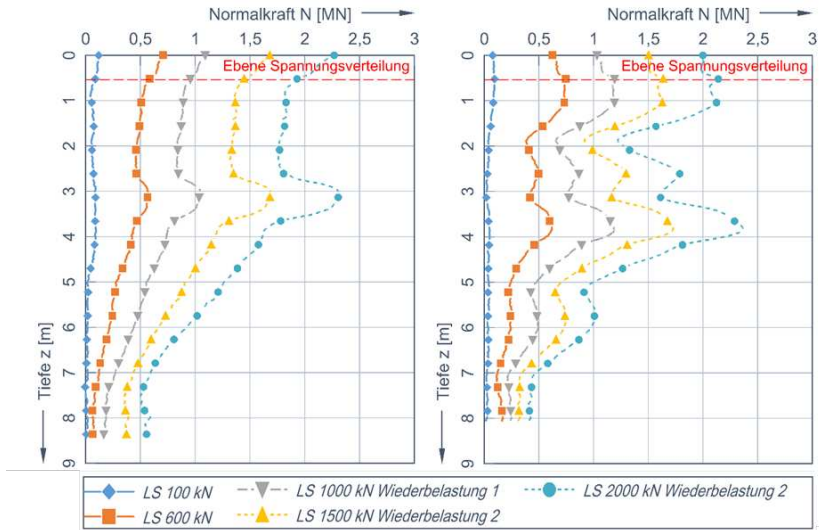 Normalkraft N [MN]
0 0,5 1 1,5 2 2,5 3
Ebene Spannungsverteilung
0
1
2
3
4
5
6
7
8
9
Tiefe z [m]
Normalkraft N [MN]
0 0,5 1 1,5 2 2,5 3
Ebene Spannungsverteilung
0
1
2
3
4
5
6
7
8
9
Tiefe z [m]
LS 100 kN
LS 1000 kN Wiederbelastung 1
LS 2000 kN Wiederbelastung 2
LS 600 kN
LS 1500 kN Wiederbelastung 2